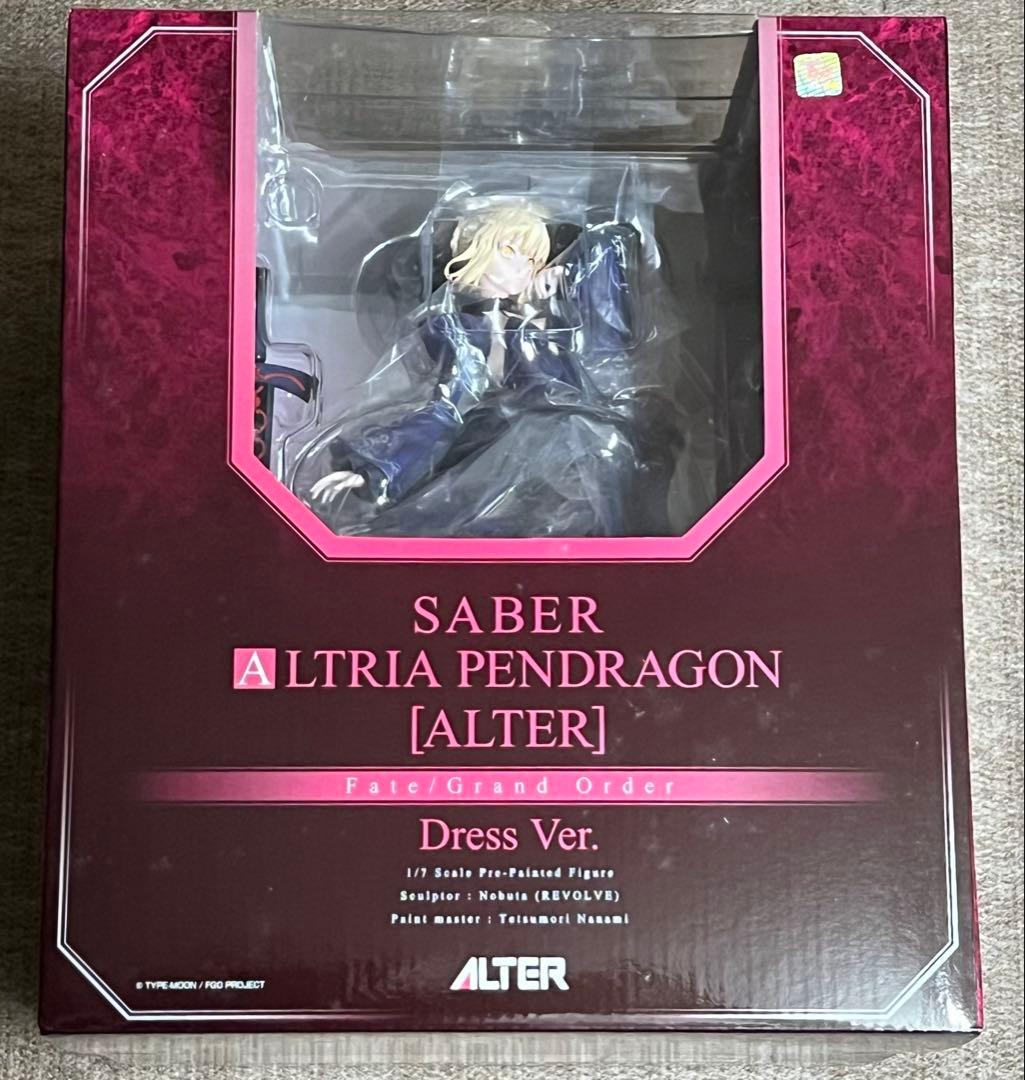 SABER
ALTRIA PENDRAGON
[ALTER]
Fate/Grand Order
Dress Ver.
1/7 Scale Pre-Painted Figure
Sculptor : Nobuta (REVOLVE)
Paint master : Tetsumori Nanami
ALTER
© TYPE-MOON / FGO PROJECT